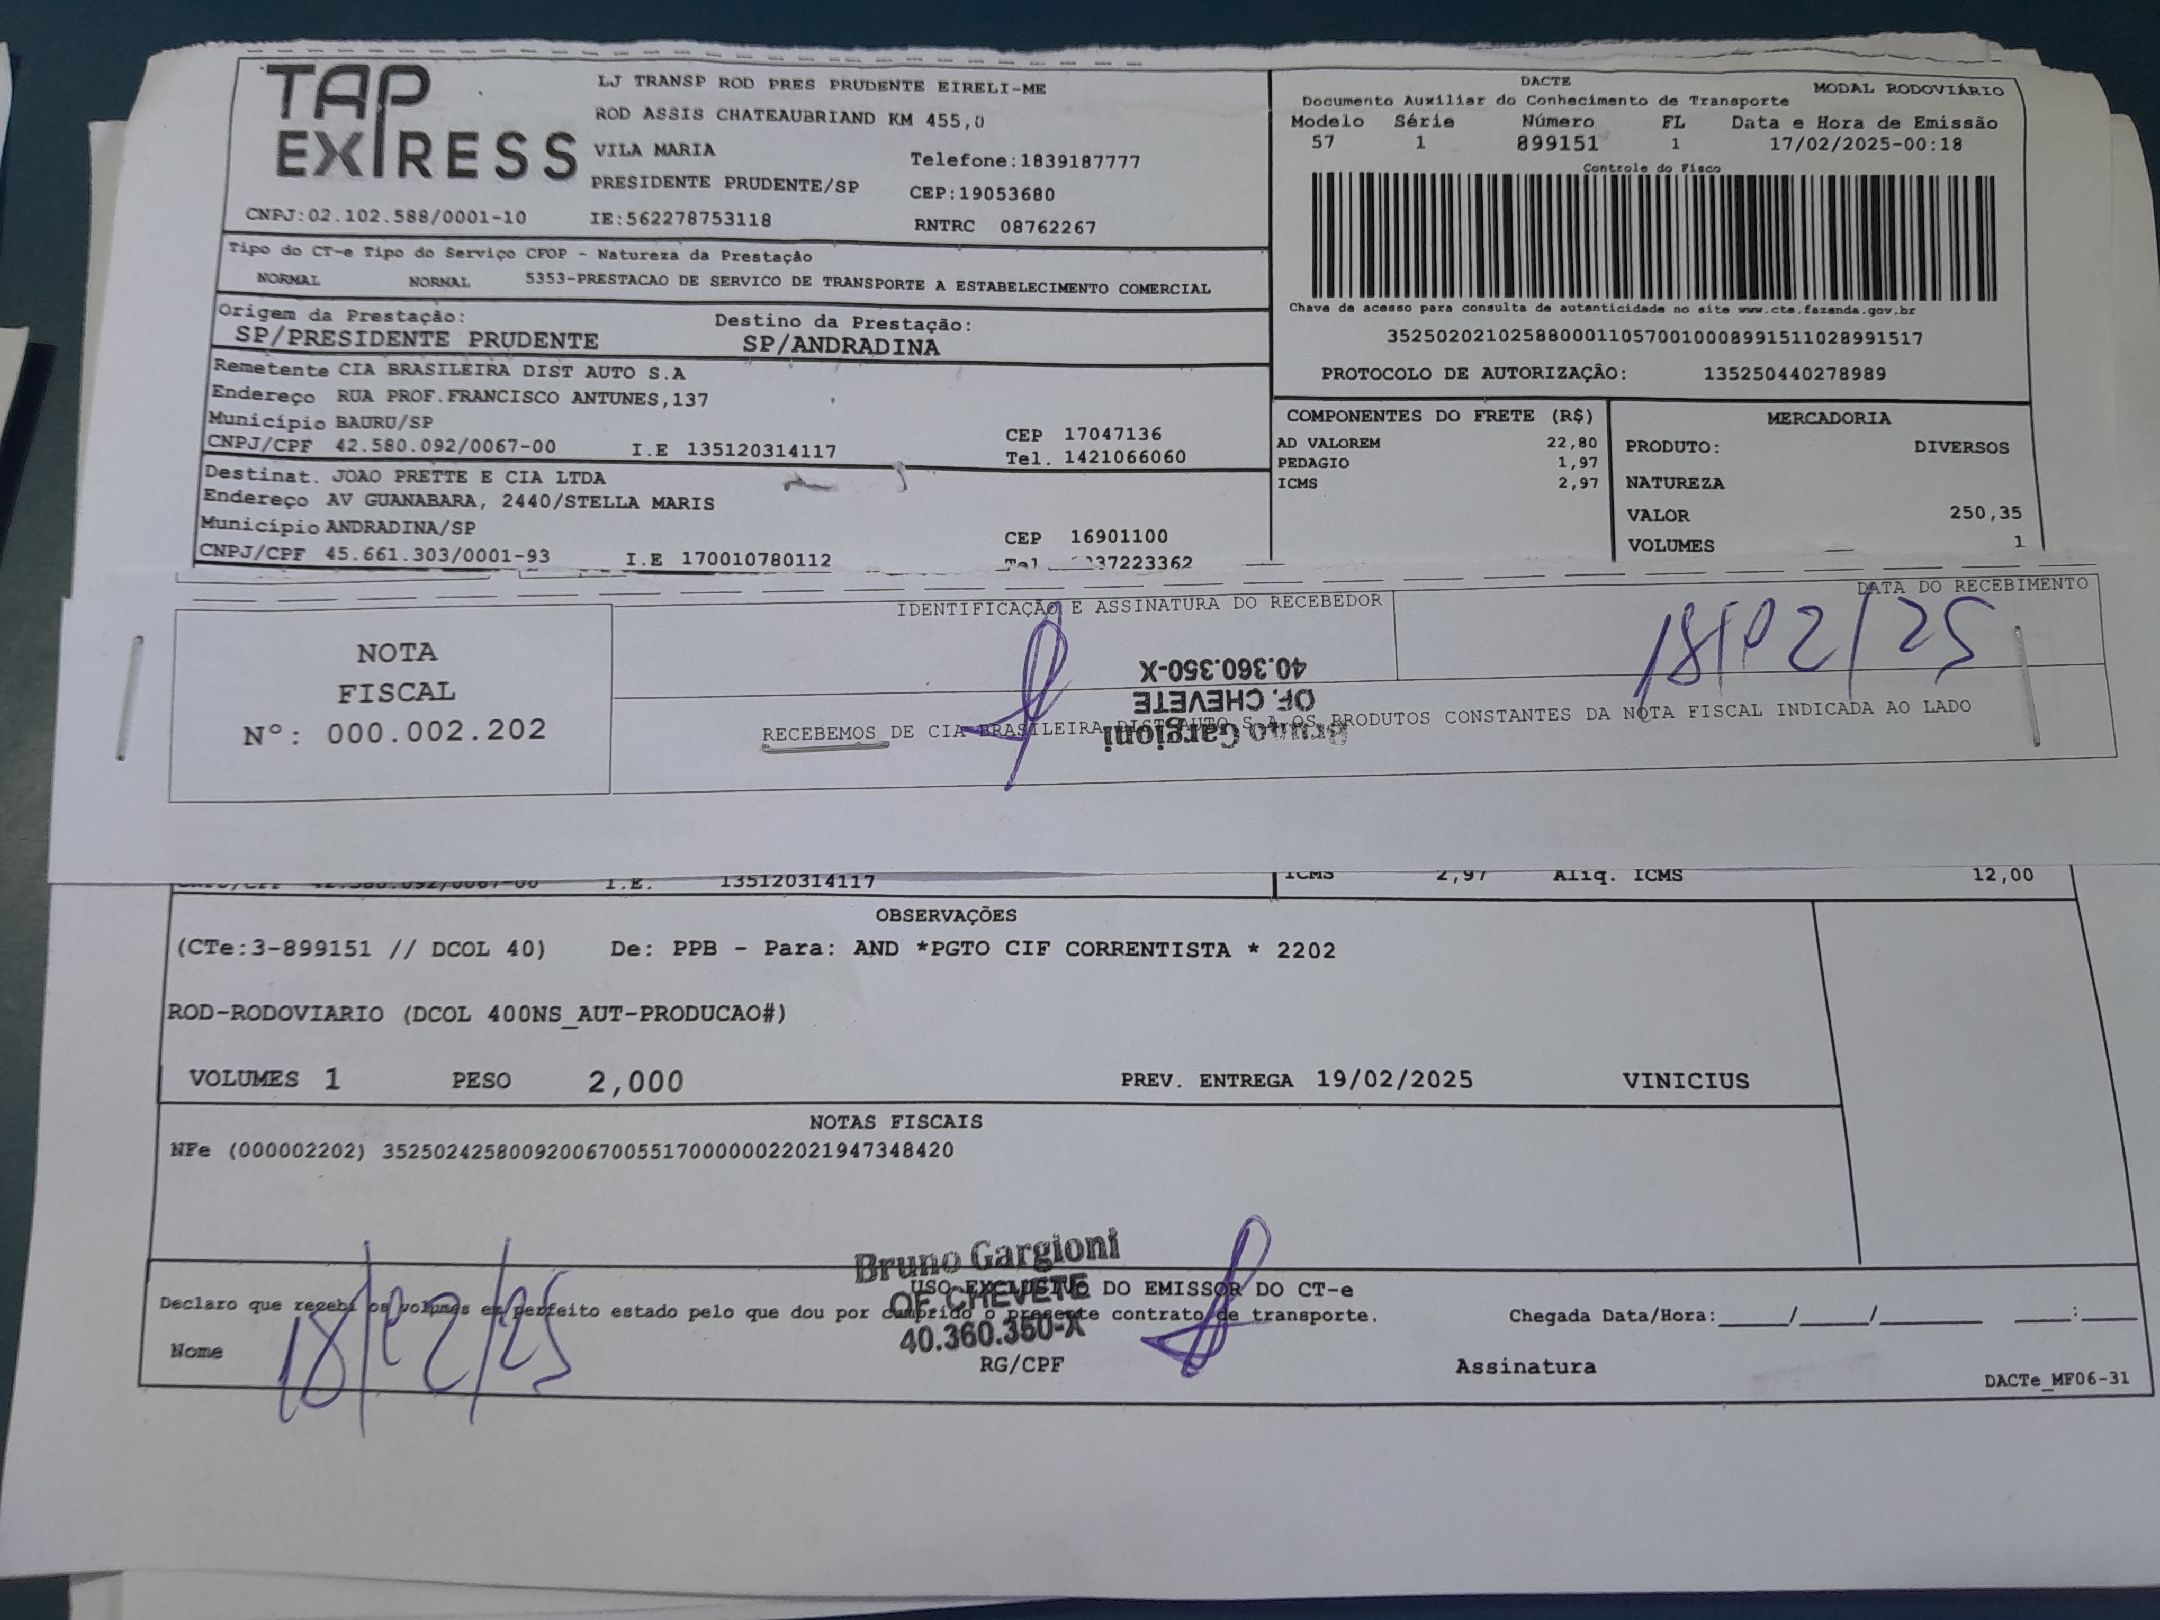 TAP EXPRESS
LJ TRANSP ROD PRES PRUDENTE EIRELI-ME
ROD ASSIS CHATEAUBRIAND KM 455,0
VILA MARIA
Telefone:1839187777
PRESIDENTE PRUDENTE/SP
CEP:19053680
CNPJ:02.102.588/0001-10 IE:562278753118 RNTRC 08762267
DACTE
MODAL RODOVIÁRIO
Documento Auxiliar do Conhecimento de Transporte
Modelo Série Número FL Data e Hora de Emissão
57 1 899151 1 17/02/2025-00:18
Controle do Fisco
Chave de acesso para consulta de autenticidade no site www.cte.fazenda.gov.br
35250202102588000110570010008991511028991517
PROTOCOLO DE AUTORIZAÇÃO: 135250440278989
Tipo do CT-e Tipo do Serviço CFOP - Natureza da Prestação
NORMAL NORMAL 5353-PRESTACAO DE SERVICO DE TRANSPORTE A ESTABELECIMENTO COMERCIAL
Origem da Prestação: Destino da Prestação:
SP/PRESIDENTE PRUDENTE SP/ANDRADINA
Remetente CIA BRASILEIRA DIST AUTO S.A
Endereço RUA PROF.FRANCISCO ANTUNES,137
Município BAURU/SP CEP 17047136
CNPJ/CPF 42.580.092/0067-00 I.E 135120314117 Tel. 1421066060
Destinat. JOAO PRETTE E CIA LTDA
Endereço AV GUANABARA, 2440/STELLA MARIS
Município ANDRADINA/SP CEP 16901100
CNPJ/CPF 45.661.303/0001-93 I.E 170010780112 Tel 37223362
COMPONENTES DO FRETE (R$)
AD VALOREM 22,80
PEDAGIO 1,97
ICMS 2,97
MERCADORIA
PRODUTO: DIVERSOS
NATUREZA
VALOR 250,35
VOLUMES 1
NOTA
FISCAL
Nº: 000.002.202
IDENTIFICAÇÃO E ASSINATURA DO RECEBEDOR
DATA DO RECEBIMENTO
18/02/25
40.360.350-X
OF. CHEVETE
Bruno Gargioni
RECEBEMOS DE CIA BRASILEIRA DIST AUTO S.A OS PRODUTOS CONSTANTES DA NOTA FISCAL INDICADA AO LADO
CNPJ/CPF 42.580.092/0067-00 I.E. 135120314117 ICMS 2,97 Aliq. ICMS 12,00
OBSERVAÇÕES
(CTe:3-899151 // DCOL 40) De: PPB - Para: AND *PGTO CIF CORRENTISTA * 2202
ROD-RODOVIARIO (DCOL 400NS_AUT-PRODUCAO#)
VOLUMES 1 PESO 2,000 PREV. ENTREGA 19/02/2025 VINICIUS
NOTAS FISCAIS
NFe (000002202) 35250242580092006700551700000022021947348420
Bruno Gargioni
OF. CHEVETE
40.360.350-X
USO EXCLUSIVO DO EMISSOR DO CT-e
Declaro que recebi os volumes em perfeito estado pelo que dou por cumprido o presente contrato de transporte. Chegada Data/Hora:_____/_____/________ ____:____
18/02/25
Nome RG/CPF Assinatura
DACTe_MF06-31